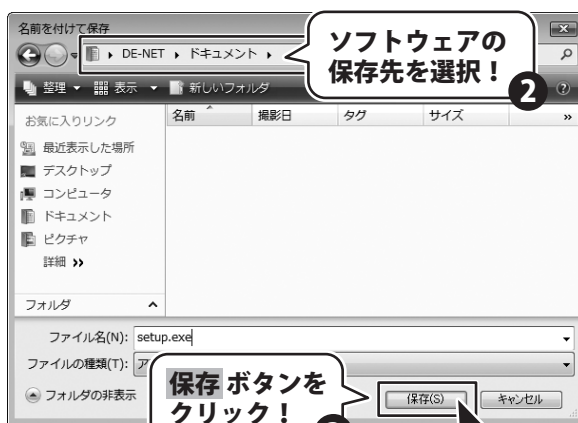 名前を付けて保存
DE-NET ▸ ドキュメント ▸
ソフトウェアの
保存先を選択！
2
整理 表示 新しいフォルダ
お気に入りリンク
名前 撮影日 タグ サイズ »
最近表示した場所
デスクトップ
コンピュータ
ドキュメント
ピクチャ
詳細 »
フォルダ
ファイル名(N): setup.exe
ファイルの種類(T): ア
保存 ボタンを
クリック！
フォルダの非表示
保存(S) キャンセル